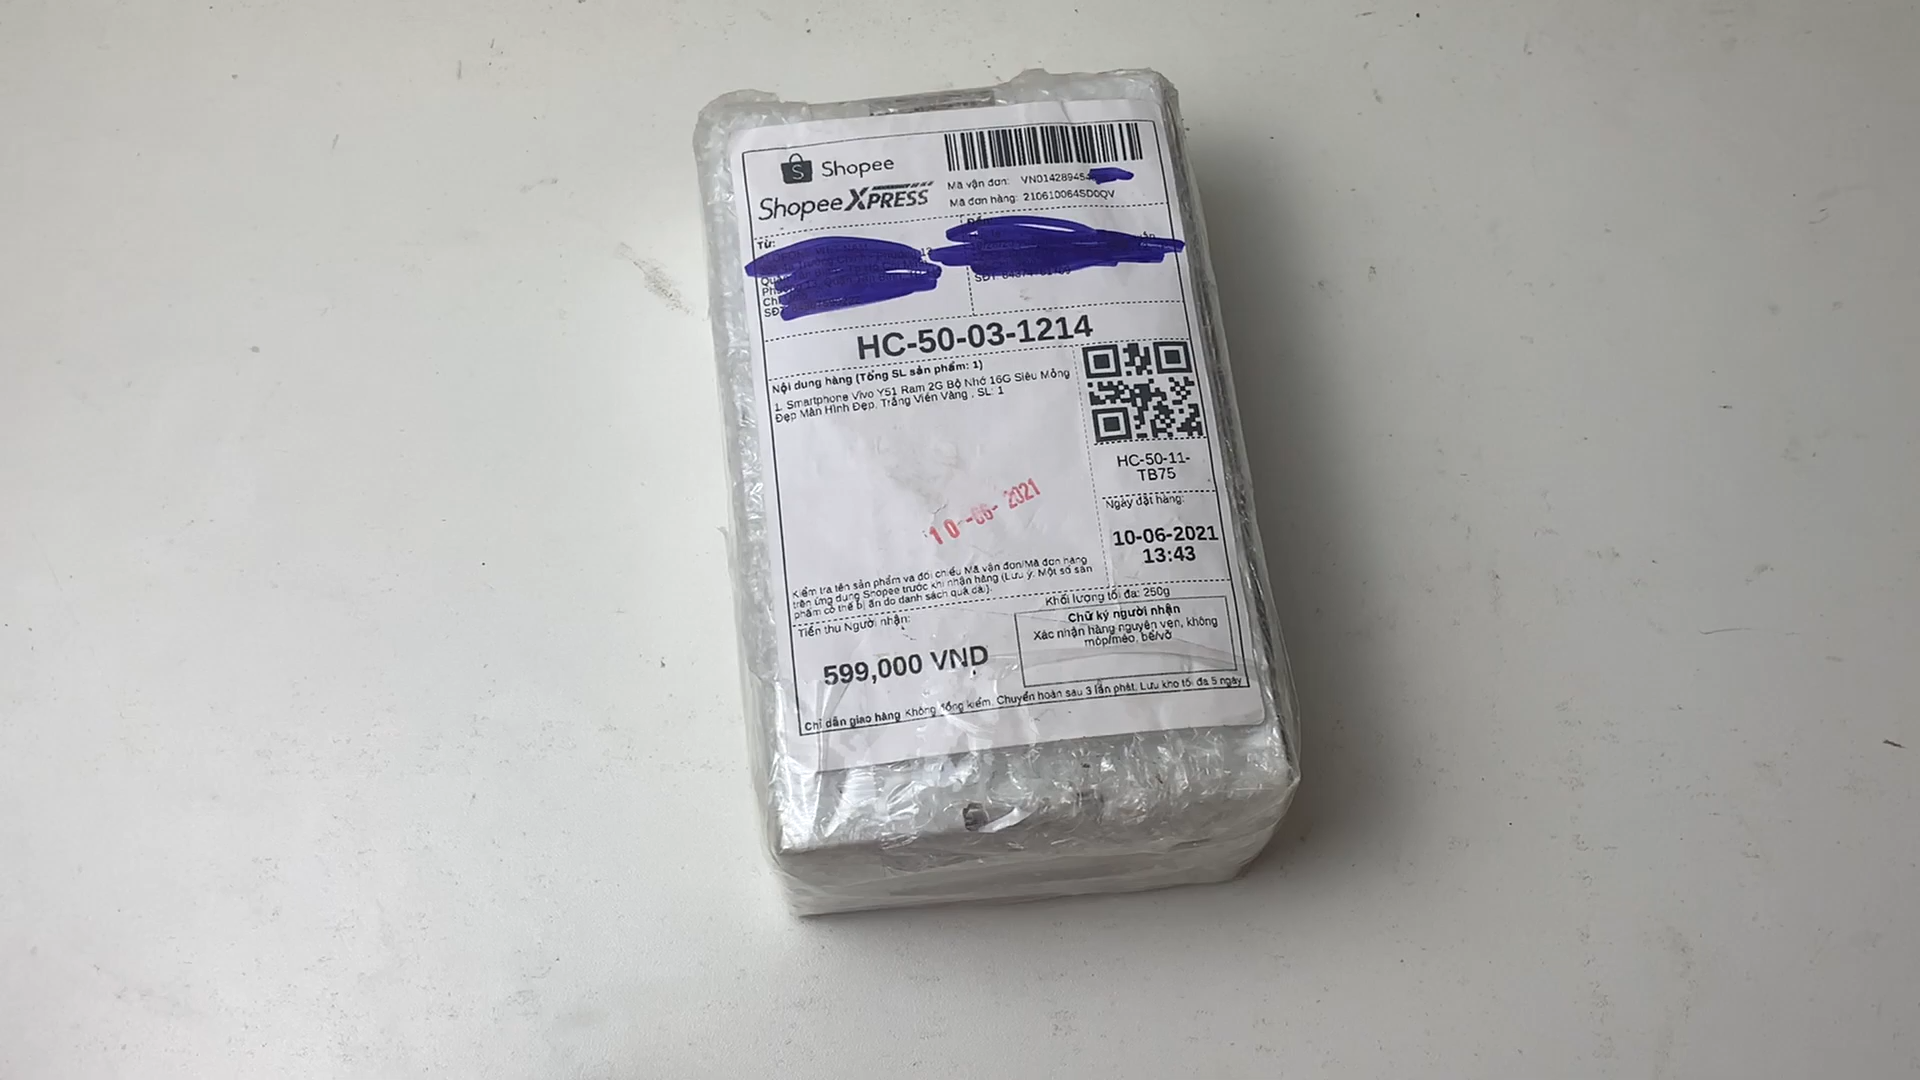 Shopee
Shopee XPRESS
Mã vận đơn: VN01428945
Mã đơn hàng: 210610064SD0QV
Từ:
SĐT
SĐT
HC-50-03-1214
Nội dung hàng (Tổng SL sản phẩm: 1)
1. Smartphone Vivo Y51 Ram 2G Bộ Nhớ 16G Siêu Mỏng
Đẹp Màn Hình Đẹp, Trắng Viền Vàng , SL: 1
HC-50-11-
TB75
Ngày đặt hàng:
10-06-2021
13:43
10-06-2021
Kiểm tra tên sản phẩm và đối chiếu Mã vận đơn/Mã đơn hàng
trên ứng dụng Shopee trước khi nhận hàng (Lưu ý: Một số sản
phẩm có thể bị ẩn do danh sách quá dài).
Khối lượng tối đa: 250g
Tiền thu Người nhận:
599,000 VND
Chữ ký người nhận
Xác nhận hàng nguyên vẹn, không
móp/méo, bể/vỡ
Chỉ dẫn giao hàng Không đồng kiểm. Chuyển hoàn sau 3 lần phát. Lưu kho tối đa 5 ngày